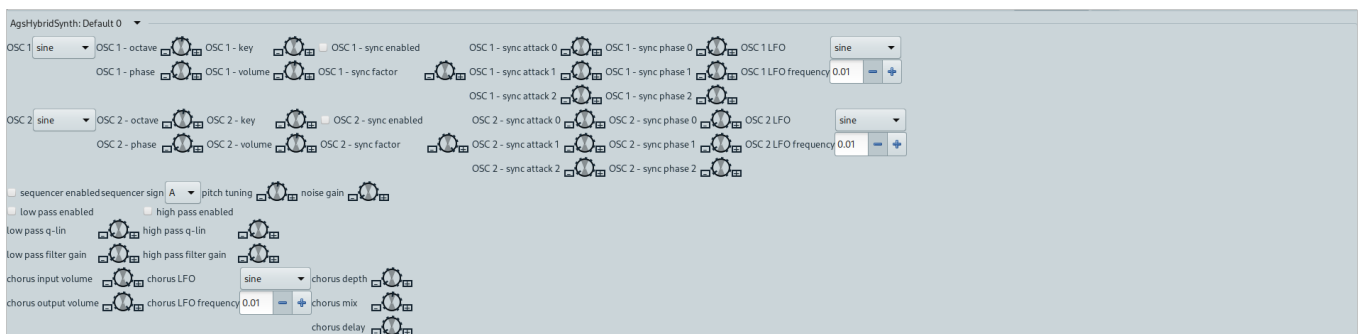 AgsHybridSynth: Default 0
OSC 1 sine OSC 1 - octave OSC 1 - key OSC 1 - sync enabled OSC 1 - sync attack 0 OSC 1 - sync phase 0 OSC 1 LFO sine
OSC 1 - phase OSC 1 - volume OSC 1 - sync factor OSC 1 - sync attack 1 OSC 1 - sync phase 1 OSC 1 LFO frequency 0.01
OSC 1 - sync attack 2 OSC 1 - sync phase 2
OSC 2 sine OSC 2 - octave OSC 2 - key OSC 2 - sync enabled OSC 2 - sync attack 0 OSC 2 - sync phase 0 OSC 2 LFO sine
OSC 2 - phase OSC 2 - volume OSC 2 - sync factor OSC 2 - sync attack 1 OSC 2 - sync phase 1 OSC 2 LFO frequency 0.01
OSC 2 - sync attack 2 OSC 2 - sync phase 2
sequencer enabled sequencer sign A pitch tuning noise gain
low pass enabled high pass enabled
low pass q-lin high pass q-lin
low pass filter gain high pass filter gain
chorus input volume chorus LFO sine chorus depth
chorus output volume chorus LFO frequency 0.01 chorus mix
chorus delay